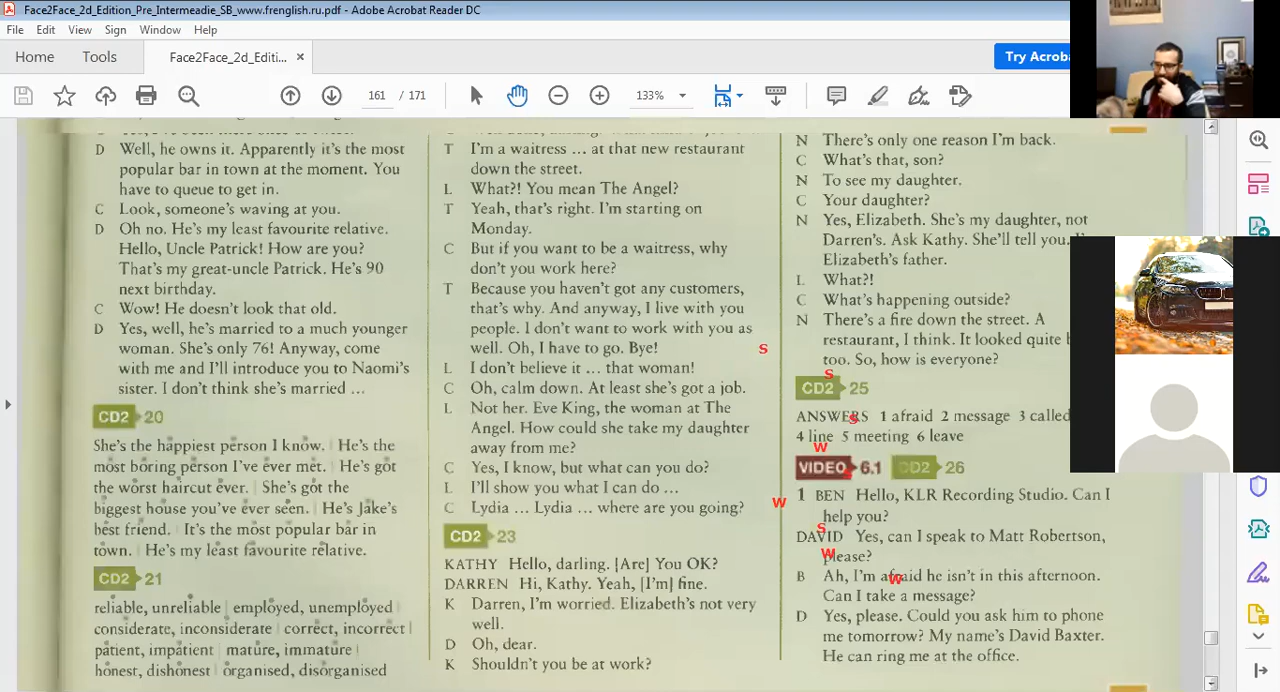 Face2Face_2d_Edition_Pre_Intermeadie_SB_www.frenglish.ru.pdf - Adobe Acrobat Reader DC
File Edit View Sign Window Help
Home Tools Face2Face_2d_Editi... × Try Acroba
161 / 171 133%
D Well, he owns it. Apparently it's the most
popular bar in town at the moment. You
have to queue to get in.
C Look, someone's waving at you.
D Oh no. He's my least favourite relative.
Hello, Uncle Patrick! How are you?
That's my great-uncle Patrick. He's 90
next birthday.
C Wow! He doesn't look that old.
D Yes, well, he's married to a much younger
woman. She's only 76! Anyway, come
with me and I'll introduce you to Naomi's
sister. I don't think she's married …
CD2 20
She's the happiest person I know. | He's the
most boring person I've ever met. | He's got
the worst haircut ever. | She's got the
biggest house you've ever seen. | He's Jake's
best friend. | It's the most popular bar in
town. | He's my least favourite relative.
CD2 21
reliable, unreliable | employed, unemployed |
considerate, inconsiderate | correct, incorrect |
patient, impatient | mature, immature |
honest, dishonest | organised, disorganised
T I'm a waitress … at that new restaurant
down the street.
L What?! You mean The Angel?
T Yeah, that's right. I'm starting on
Monday.
C But if you want to be a waitress, why
don't you work here?
T Because you haven't got any customers,
that's why. And anyway, I live with you
people. I don't want to work with you as
well. Oh, I have to go. Bye!
L I don't believe it … that woman!
C Oh, calm down. At least she's got a job.
L Not her. Eve King, the woman at The
Angel. How could she take my daughter
away from me?
C Yes, I know, but what can you do?
L I'll show you what I can do …
C Lydia … Lydia … where are you going?
CD2 23
KATHY Hello, darling. [Are] You OK?
DARREN Hi, Kathy. Yeah, [I'm] fine.
K Darren, I'm worried. Elizabeth's not very
well.
D Oh, dear.
K Shouldn't you be at work?
N There's only one reason I'm back.
C What's that, son?
N To see my daughter.
C Your daughter?
N Yes, Elizabeth. She's my daughter, not
Darren's. Ask Kathy. She'll tell you.
Elizabeth's father.
L What?!
C What's happening outside?
N There's a fire down the street. A
restaurant, I think. It looked quite
too. So, how is everyone?
CD2 25
ANSWERS 1 afraid 2 message 3 called
4 line 5 meeting 6 leave
VIDEO 6.1 CD2 26
1 BEN Hello, KLR Recording Studio. Can I
help you?
DAVID Yes, can I speak to Matt Robertson,
please?
B Ah, I'm afraid he isn't in this afternoon.
Can I take a message?
D Yes, please. Could you ask him to phone
me tomorrow? My name's David Baxter.
He can ring me at the office.
S
S
S
W
W
S
W
W